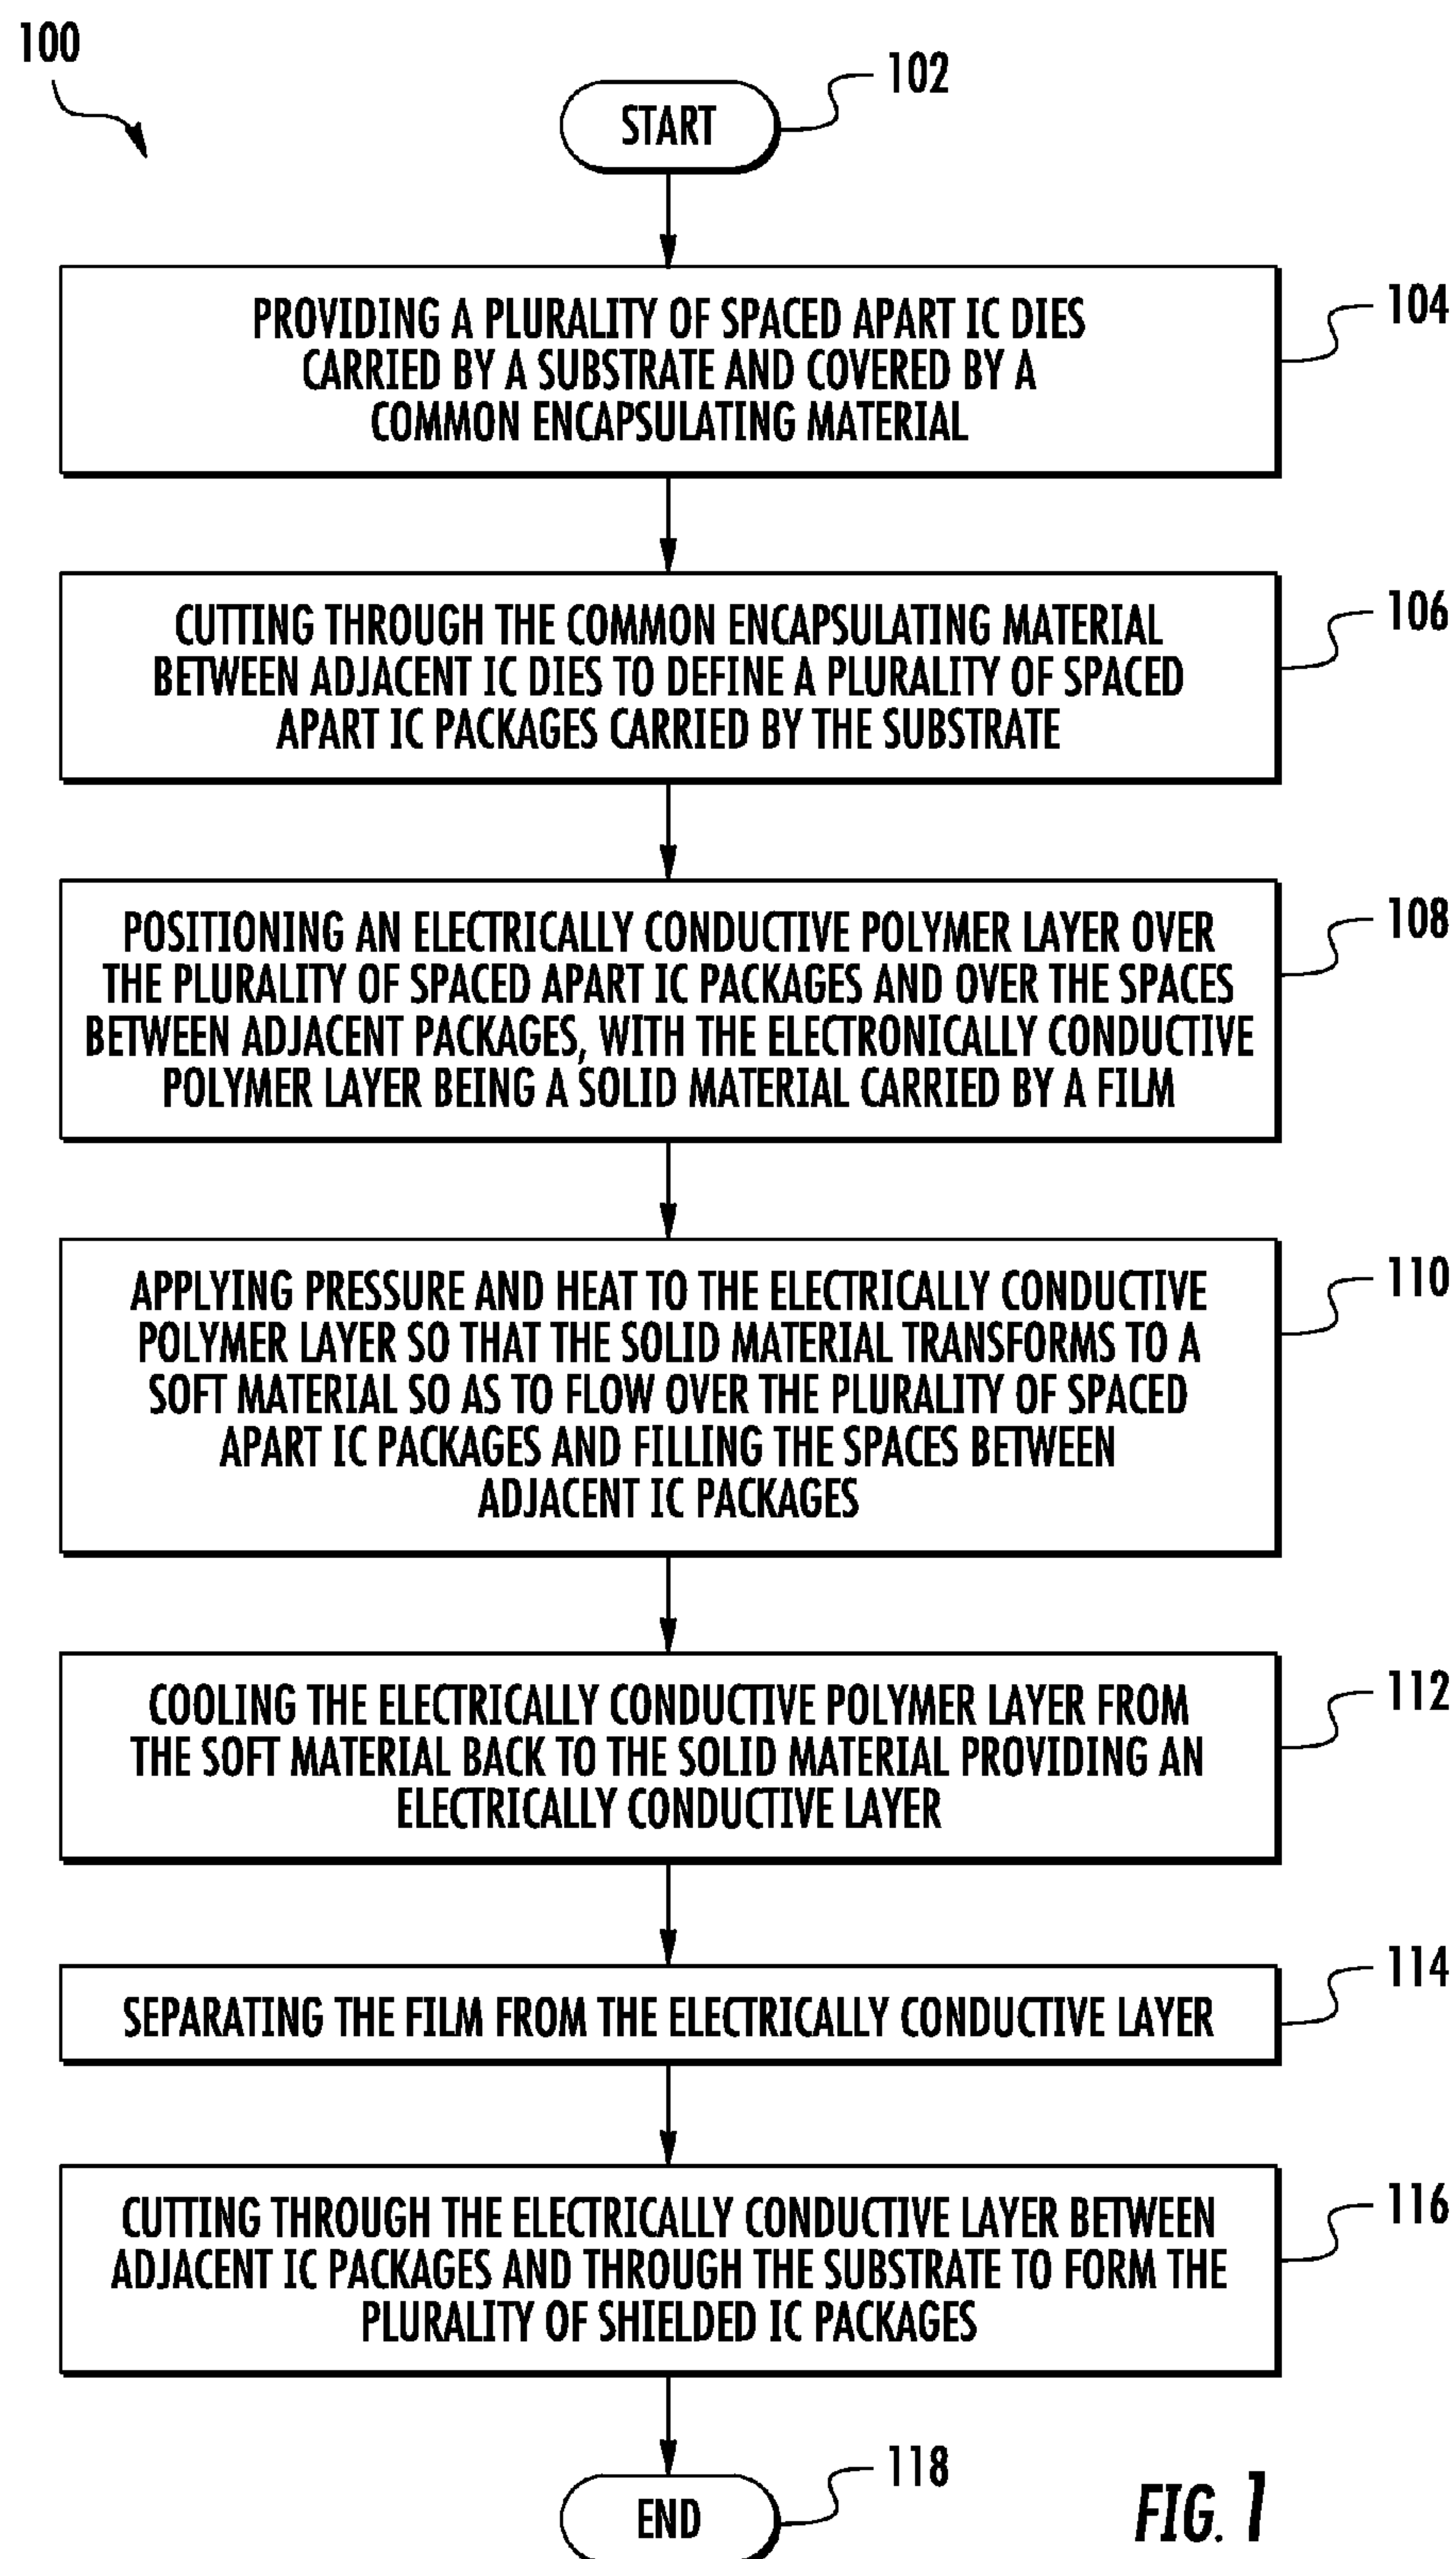 100
START
102
PROVIDING A PLURALITY OF SPACED APART IC DIES
CARRIED BY A SUBSTRATE AND COVERED BY A
COMMON ENCAPSULATING MATERIAL
104
CUTTING THROUGH THE COMMON ENCAPSULATING MATERIAL
BETWEEN ADJACENT IC DIES TO DEFINE A PLURALITY OF SPACED
APART IC PACKAGES CARRIED BY THE SUBSTRATE
106
POSITIONING AN ELECTRICALLY CONDUCTIVE POLYMER LAYER OVER
THE PLURALITY OF SPACED APART IC PACKAGES AND OVER THE SPACES
BETWEEN ADJACENT PACKAGES, WITH THE ELECTRONICALLY CONDUCTIVE
POLYMER LAYER BEING A SOLID MATERIAL CARRIED BY A FILM
108
APPLYING PRESSURE AND HEAT TO THE ELECTRICALLY CONDUCTIVE
POLYMER LAYER SO THAT THE SOLID MATERIAL TRANSFORMS TO A
SOFT MATERIAL SO AS TO FLOW OVER THE PLURALITY OF SPACED
APART IC PACKAGES AND FILLING THE SPACES BETWEEN
ADJACENT IC PACKAGES
110
COOLING THE ELECTRICALLY CONDUCTIVE POLYMER LAYER FROM
THE SOFT MATERIAL BACK TO THE SOLID MATERIAL PROVIDING AN
ELECTRICALLY CONDUCTIVE LAYER
112
SEPARATING THE FILM FROM THE ELECTRICALLY CONDUCTIVE LAYER
114
CUTTING THROUGH THE ELECTRICALLY CONDUCTIVE LAYER BETWEEN
ADJACENT IC PACKAGES AND THROUGH THE SUBSTRATE TO FORM THE
PLURALITY OF SHIELDED IC PACKAGES
116
END
118
FIG. 1